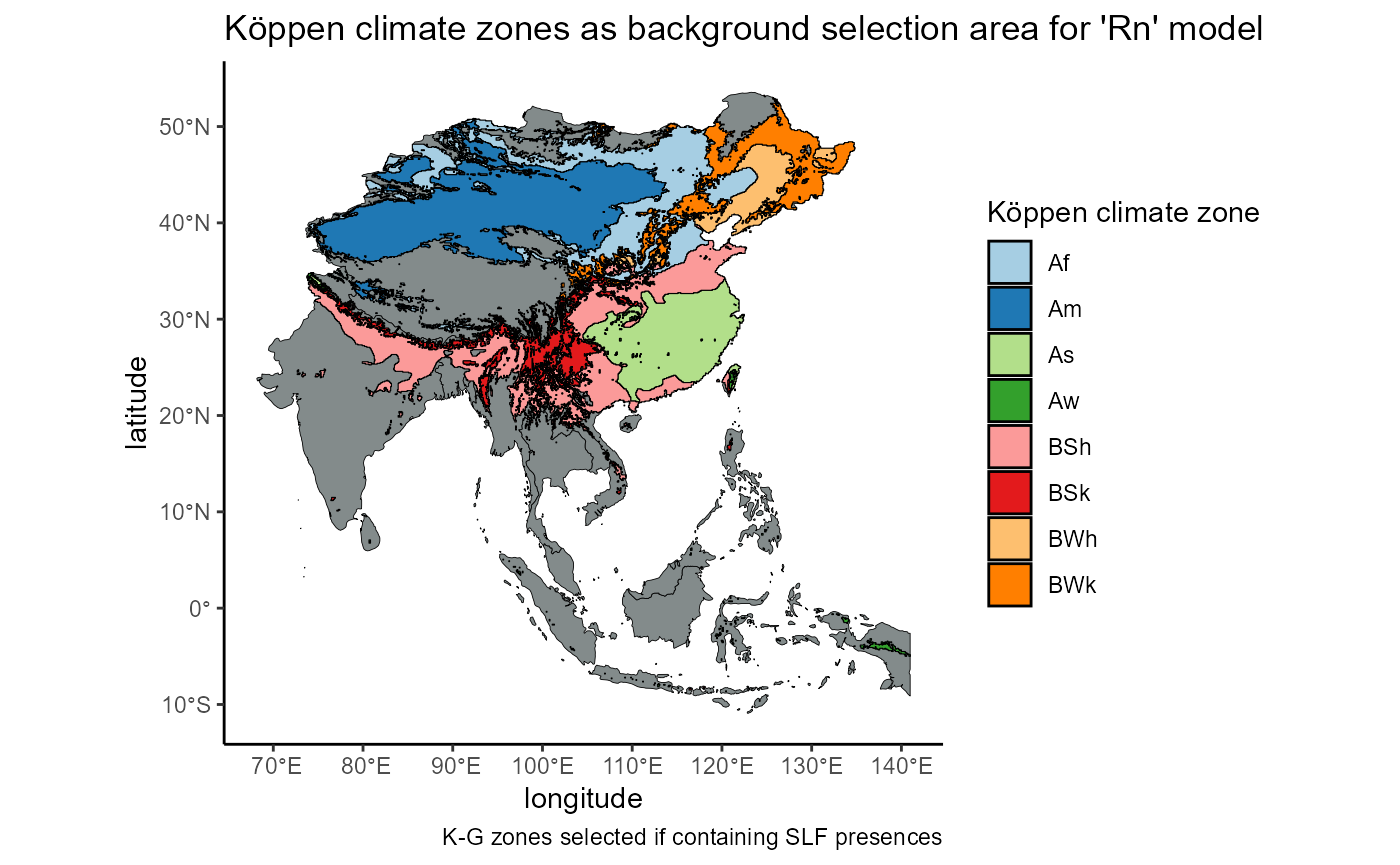 Köppen climate zones as background selection area for 'Rn' model
50°N
40°N
30°N
20°N
10°N
0°
10°S
latitude
70°E
80°E
90°E
100°E
110°E
120°E
130°E
140°E
longitude
K-G zones selected if containing SLF presences
Köppen climate zone
Af
Am
As
Aw
BSh
BSk
BWh
BWk